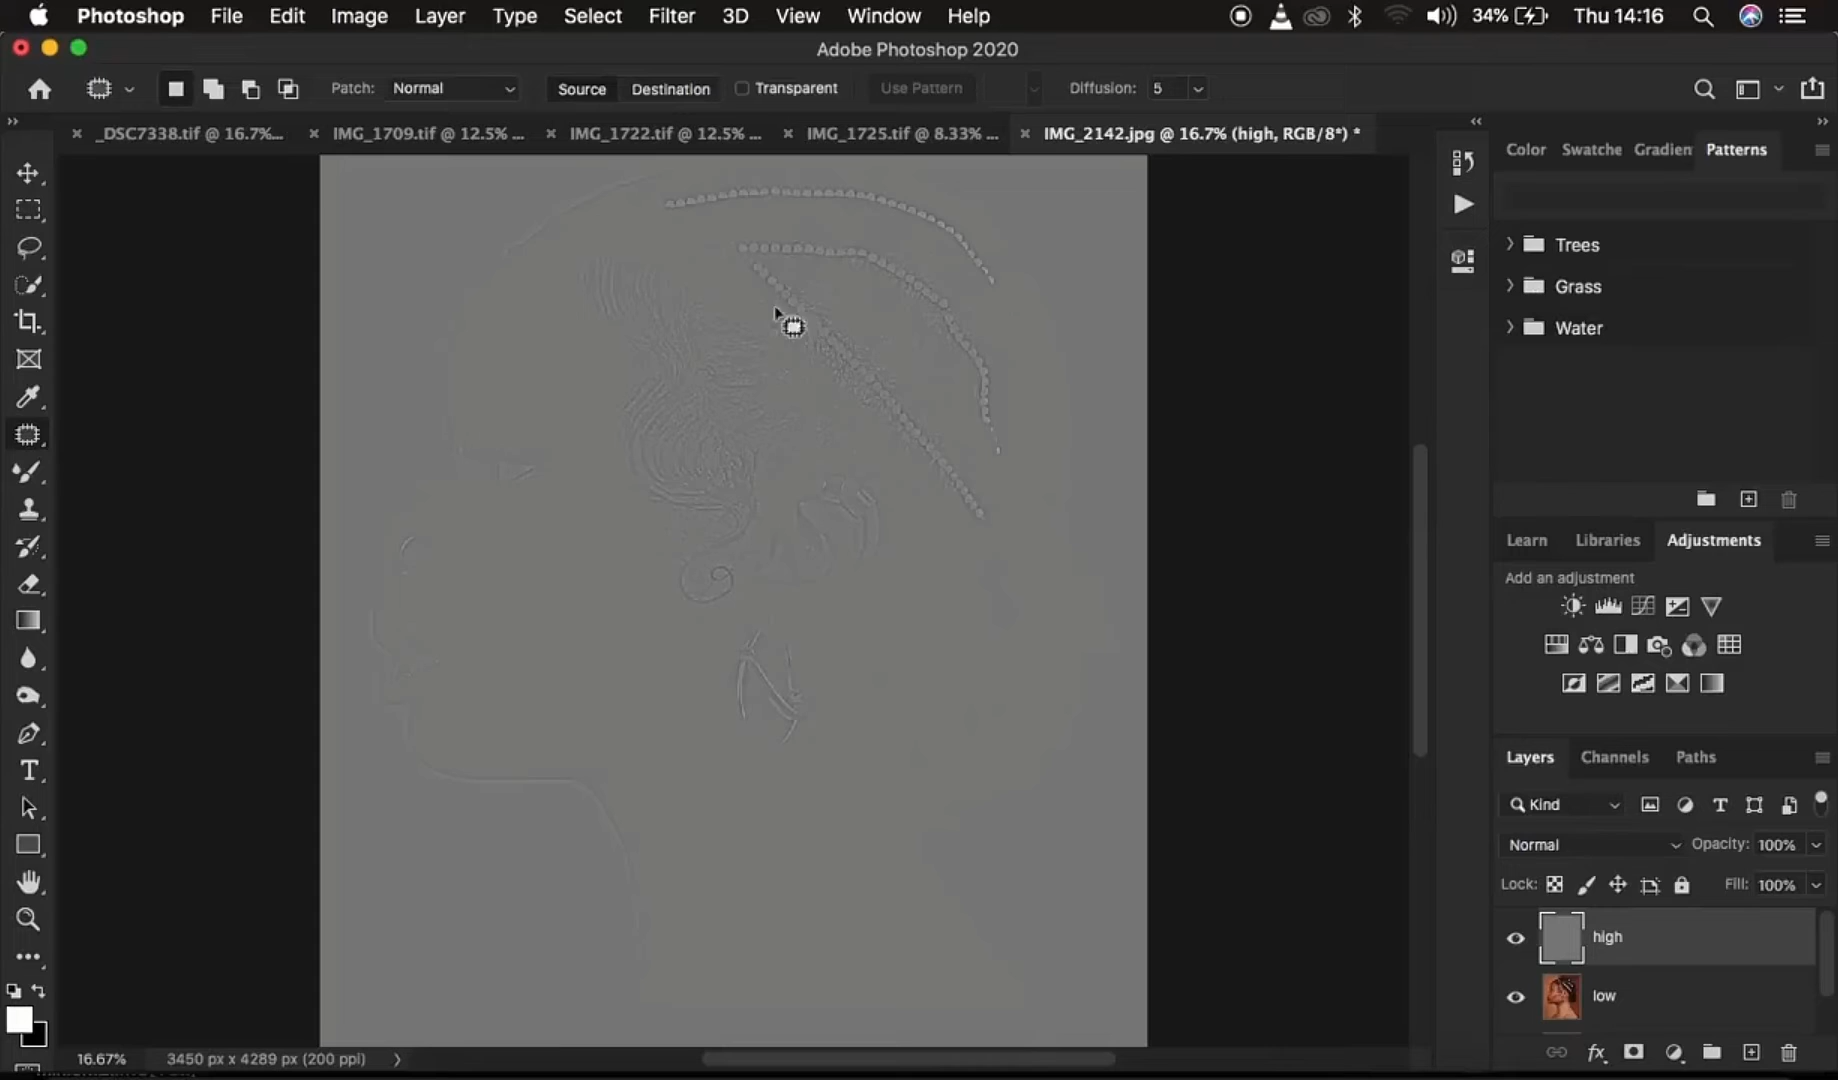 Photoshop File Edit Image Layer Type Select Filter 3D View Window Help 34% Thu 14:16
Adobe Photoshop 2020
Patch: Normal Source Destination Transparent Use Pattern Diffusion: 5
_DSC7338.tif @ 16.7%... IMG_1709.tif @ 12.5% ... IMG_1722.tif @ 12.5% ... IMG_1725.tif @ 8.33% ... IMG_2142.jpg @ 16.7% (high, RGB/8*) *
Color Swatche Gradien Patterns
Trees
Grass
Water
Learn Libraries Adjustments
Add an adjustment
Layers Channels Paths
Kind
Normal Opacity: 100%
Lock: Fill: 100%
high
low
16.67% 3450 px x 4289 px (200 ppi)